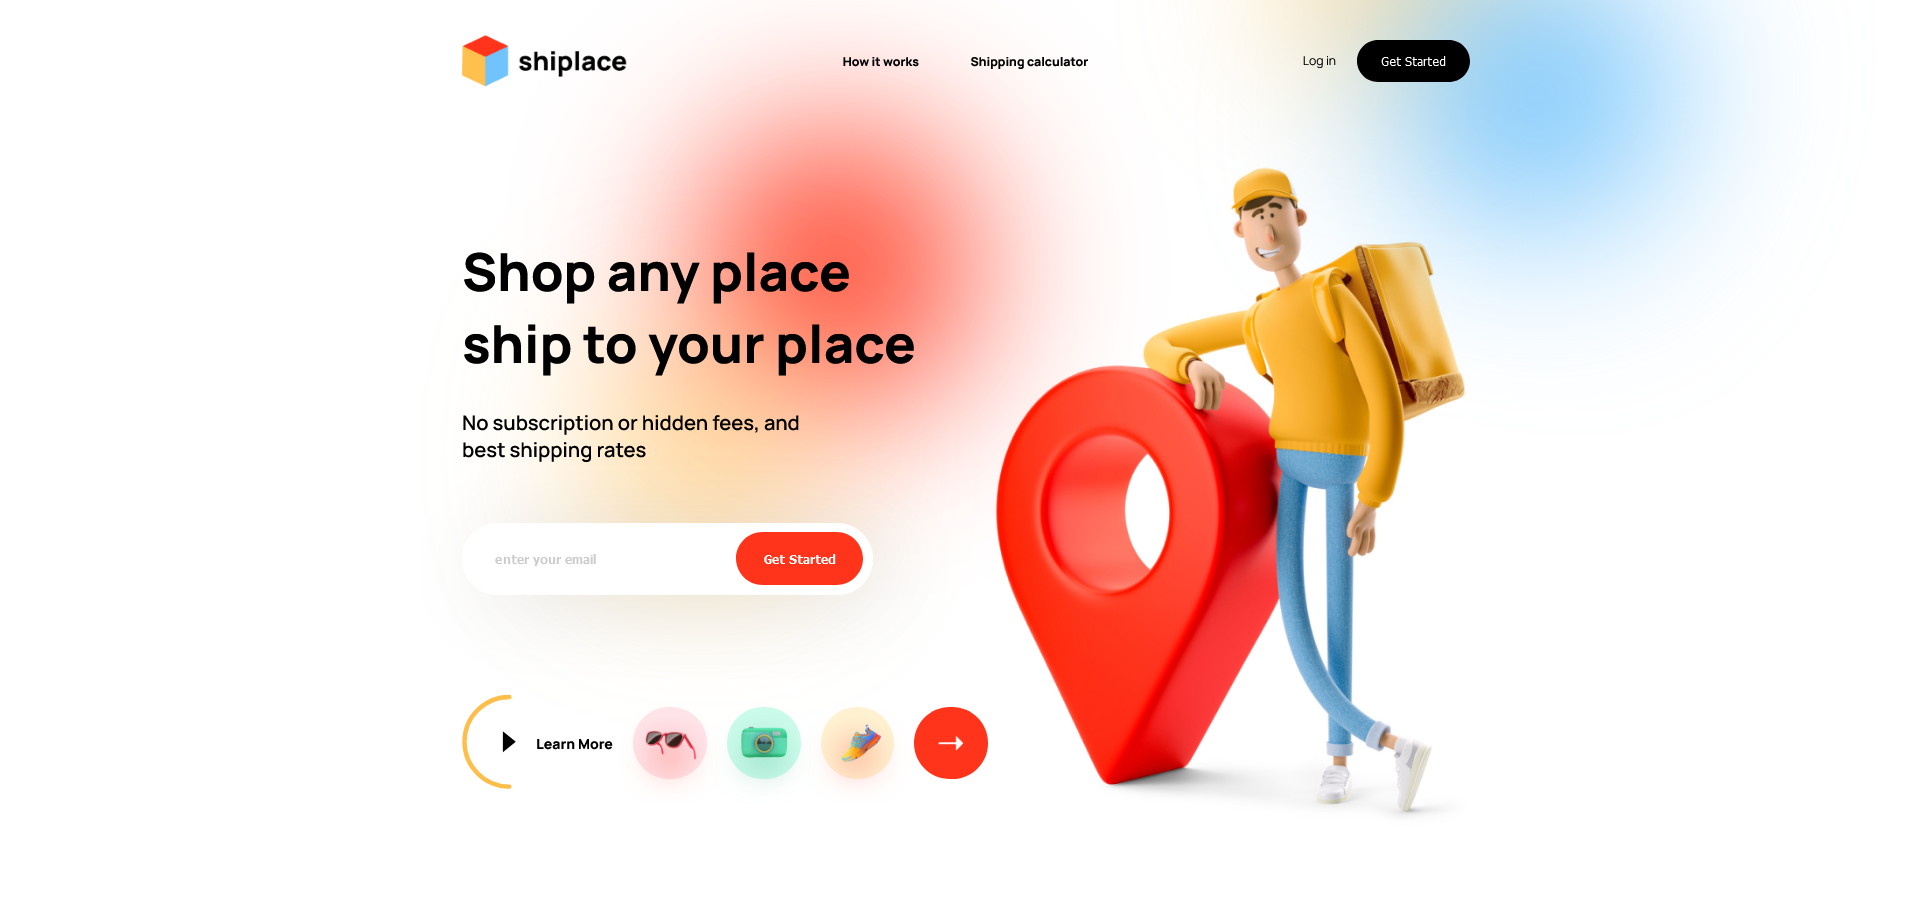 shiplace
How it works
Shipping calculator
Log in
Get Started
Shop any place
ship to your place
No subscription or hidden fees, and
best shipping rates
enter your email
Get Started
Learn More